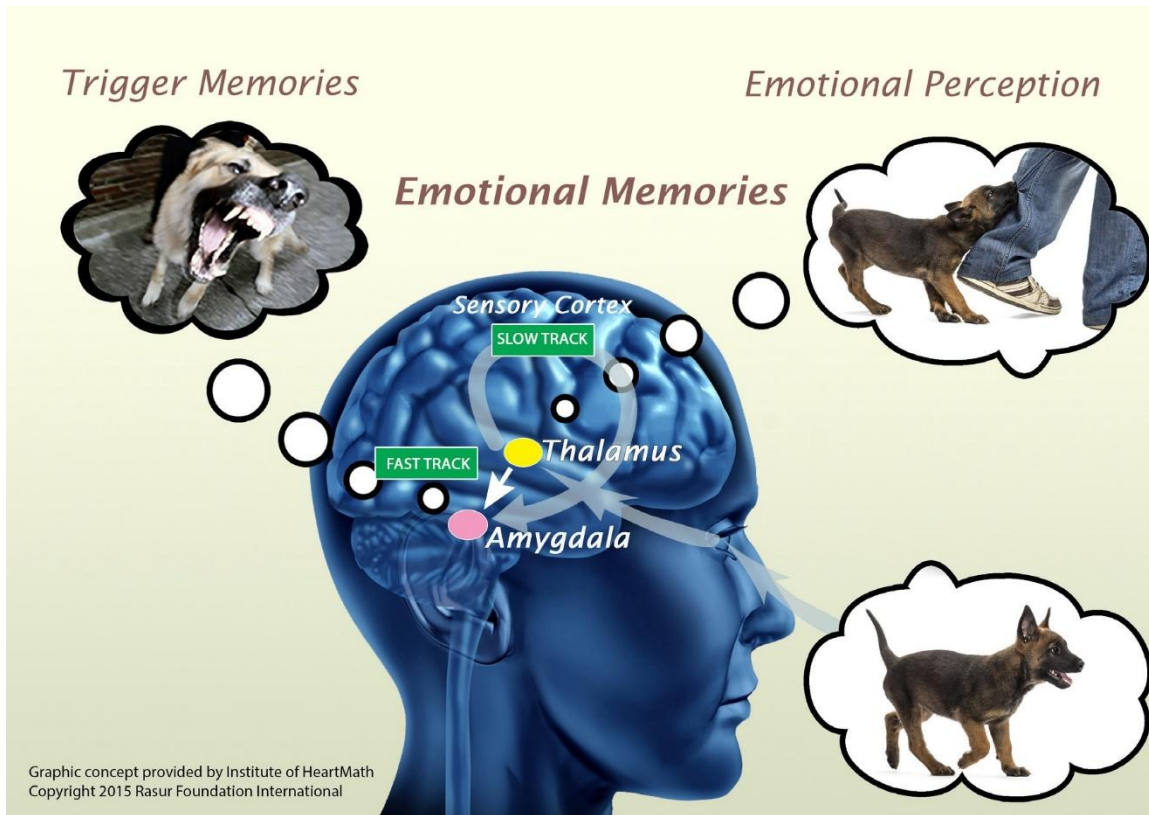 Trigger Memories
Emotional Perception
Emotional Memories
Sensory Cortex
SLOW TRACK
Thalamus
FAST TRACK
Amygdala
Graphic concept provided by Institute of HeartMath
Copyright 2015 Rasur Foundation International